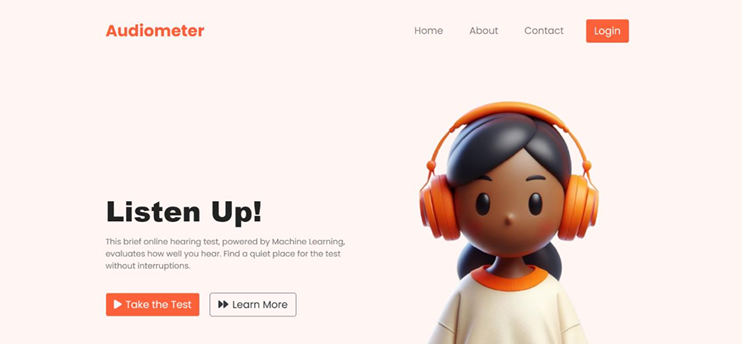 Audiometer
Home About Contact Login
Listen Up!
This brief online hearing test, powered by Machine Learning,
evaluates how well you hear. Find a quiet place for the test
without interruptions.
Take the Test Learn More